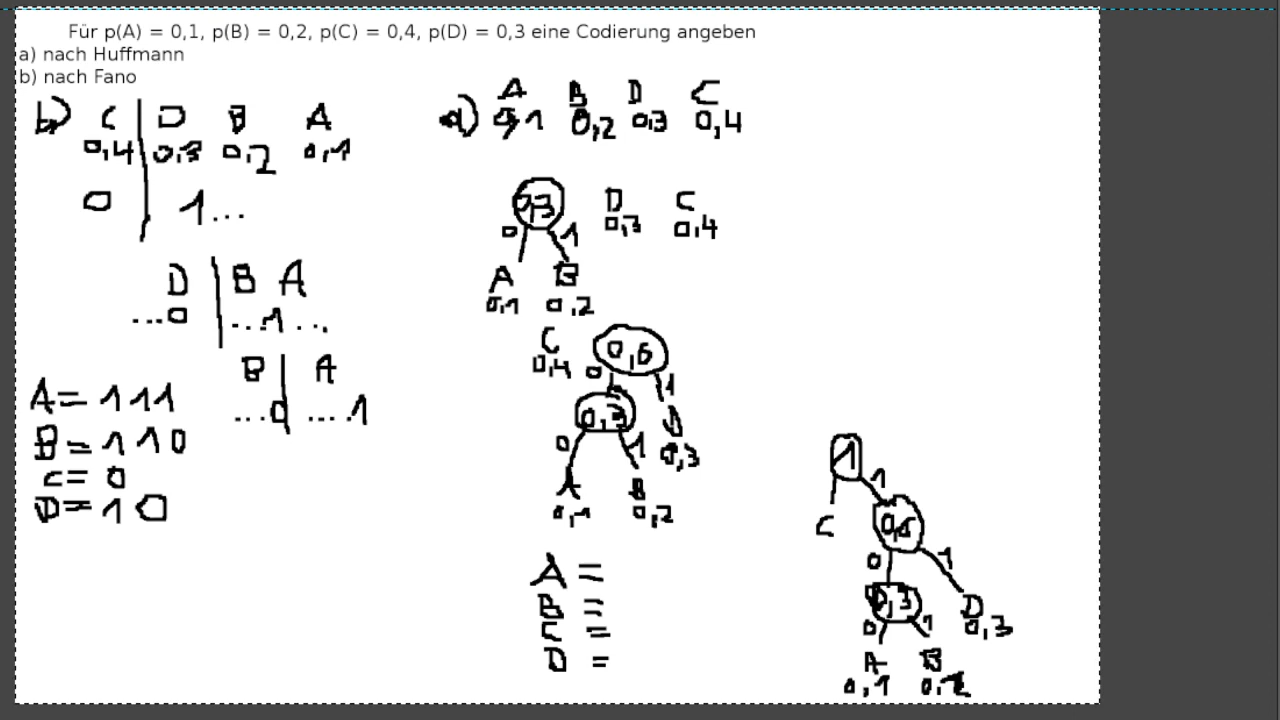 Für p(A) = 0,1, p(B) = 0,2, p(C) = 0,4, p(D) = 0,3 eine Codierung angeben
a) nach Huffmann
b) nach Fano
b) C D B A
0,4 0,3 0,2 0,1
0 1...
D B A
...0 ...1...
B A
...0 ...1
A = 111
B = 110
C = 0
D = 10
a) A B D C
0,1 0,2 0,3 0,4
0,3 D C
0,3 0,4
0 1
A B
0,1 0,2
C 0,6
0,4 0 1
0,3 D
0 1 0,3
A B
0,1 0,2
A =
B =
C =
D =
1
1
C 0,6
0 1
0,3 D
0 1 0,3
A B
0,1 0,2